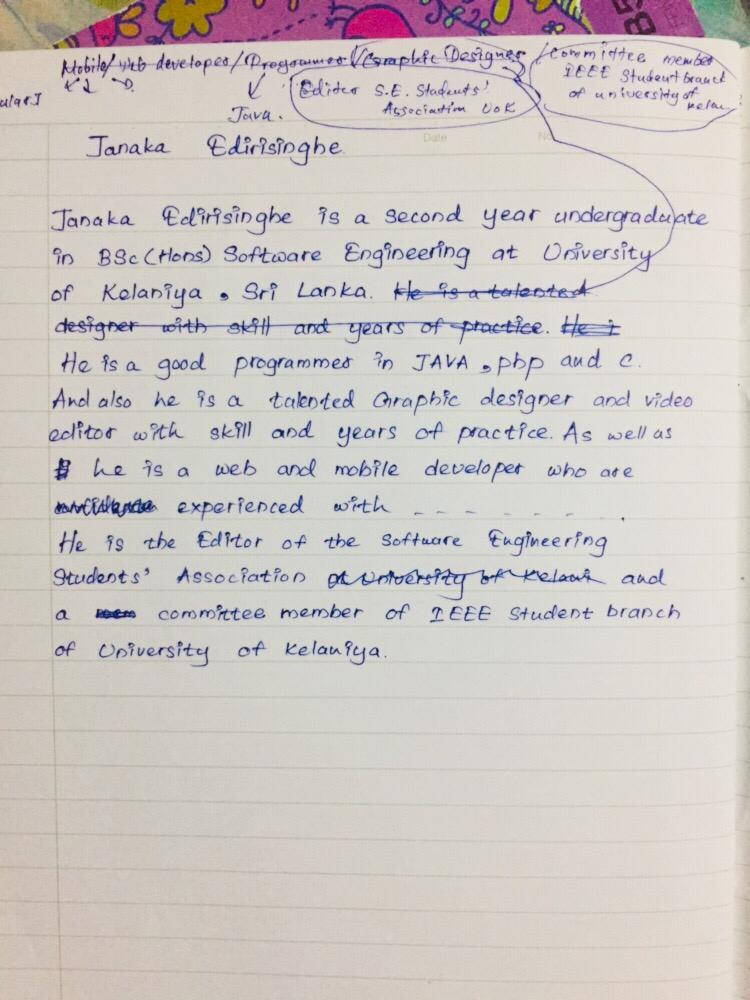 Mobile/web developer/Programmer/Graphic Designer /Committee member
IEEE Student branch
of university of
Editor S.E. Students'
Association UoK
Java.
Date
No
Janaka Edirisinghe.
Janaka Edirisinghe is a second year undergraduate
in BSc (Hons) Software Engineering at University
of Kelaniya, Sri Lanka. He is a talented
designer with skill and years of practice. He i
He is a good programmer in JAVA, php and C.
And also he is a talented Graphic designer and video
editor with skill and years of practice. As well as
he is a web and mobile developer who are
experienced with _ _ _ _ _ _ _ .
He is the Editor of the Software Engineering
Students' Association at University of Kelani and
a committee member of IEEE Student branch
of University of Kelaniya.